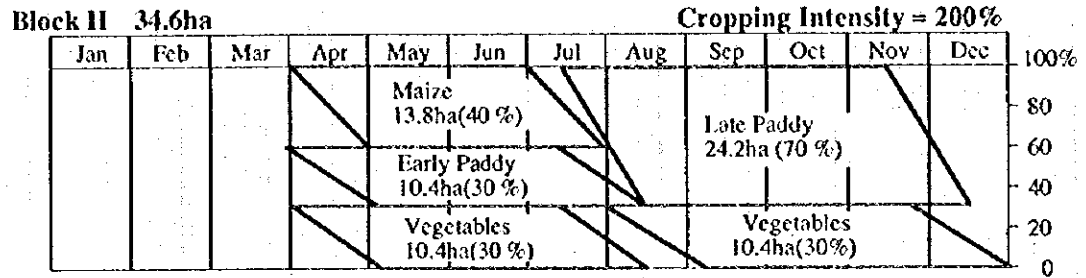 Block II 34.6ha Cropping Intensity = 200%
Jan Feb Mar Apr May Jun Jul Aug Sep Oct Nov Dec
100%
Maize
13.8ha(40 %)
80
Late Paddy
24.2ha (70 %)
60
Early Paddy
10.4ha(30 %)
40
Vegetables
10.4ha(30 %)
Vegetables
10.4ha(30%)
20
0